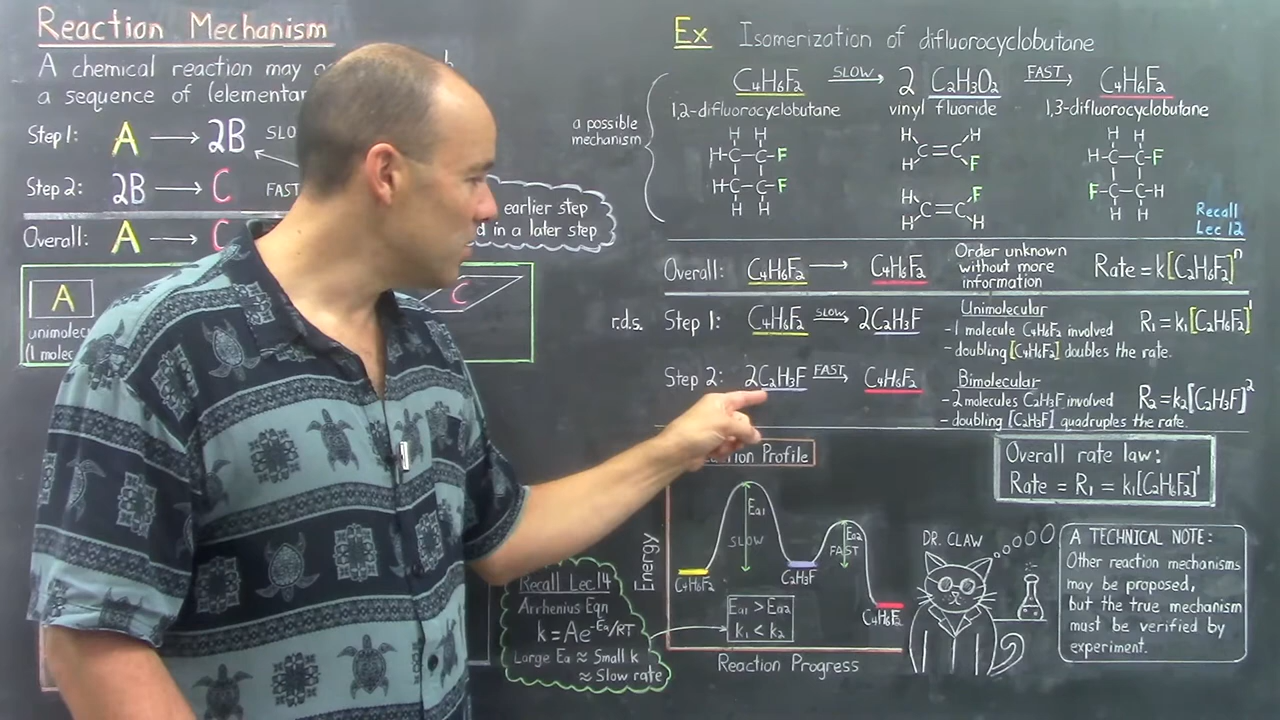 Reaction Mechanism
A chemical reaction may
a sequence of (elementar
Step 1: A → 2B SLO
Step 2: 2B → C FAST
Overall: A → C
earlier step
d in a later step
A
unimolec
(1 molec
C
Ex Isomerization of difluorocyclobutane
a possible
mechanism
C₄H₆F₂ SLOW→ 2 C₂H₃O₂ FAST→ C₄H₆F₂
1,2-difluorocyclobutane vinyl fluoride 1,3-difluorocyclobutane
H H
H-C-C-F
H-C-C-F
H H
H H
C=C
H F
H F
C=C
H H
H H
H-C-C-F
F-C-C-H
H H
Recall
Lec 12
Overall: C₄H₆F₂ → C₄H₆F₂
Order unknown
without more
information
Rate = k[C₄H₆F₂]ⁿ
r.d.s. Step 1: C₄H₆F₂ SLOW→ 2C₂H₃F
Unimolecular
- 1 molecule C₄H₆F₂ involved
- doubling [C₄H₆F₂] doubles the rate.
R₁=k₁[C₄H₆F₂]¹
Step 2: 2C₂H₃F FAST→ C₄H₆F₂
Bimolecular
- 2 molecules C₂H₃F involved
- doubling [C₂H₃F] quadruples the rate.
R₂=k₂[C₂H₃F]²
Overall rate law:
Rate = R₁ = k₁[C₄H₆F₂]¹
Profile
Energy
Ea1
SLOW
Ea2
FAST
C₄H₆F₂
C₂H₃F
C₄H₆F₂
Ea1 > Ea2
k₁ < k₂
Reaction Progress
Recall Lec.14
Arrhenius Eqn
k = Ae^-Ea/RT
Large Ea ≈ Small k
≈ Slow rate
DR. CLAW
A TECHNICAL NOTE:
Other reaction mechanisms
may be proposed,
but the true mechanism
must be verified by
experiment.